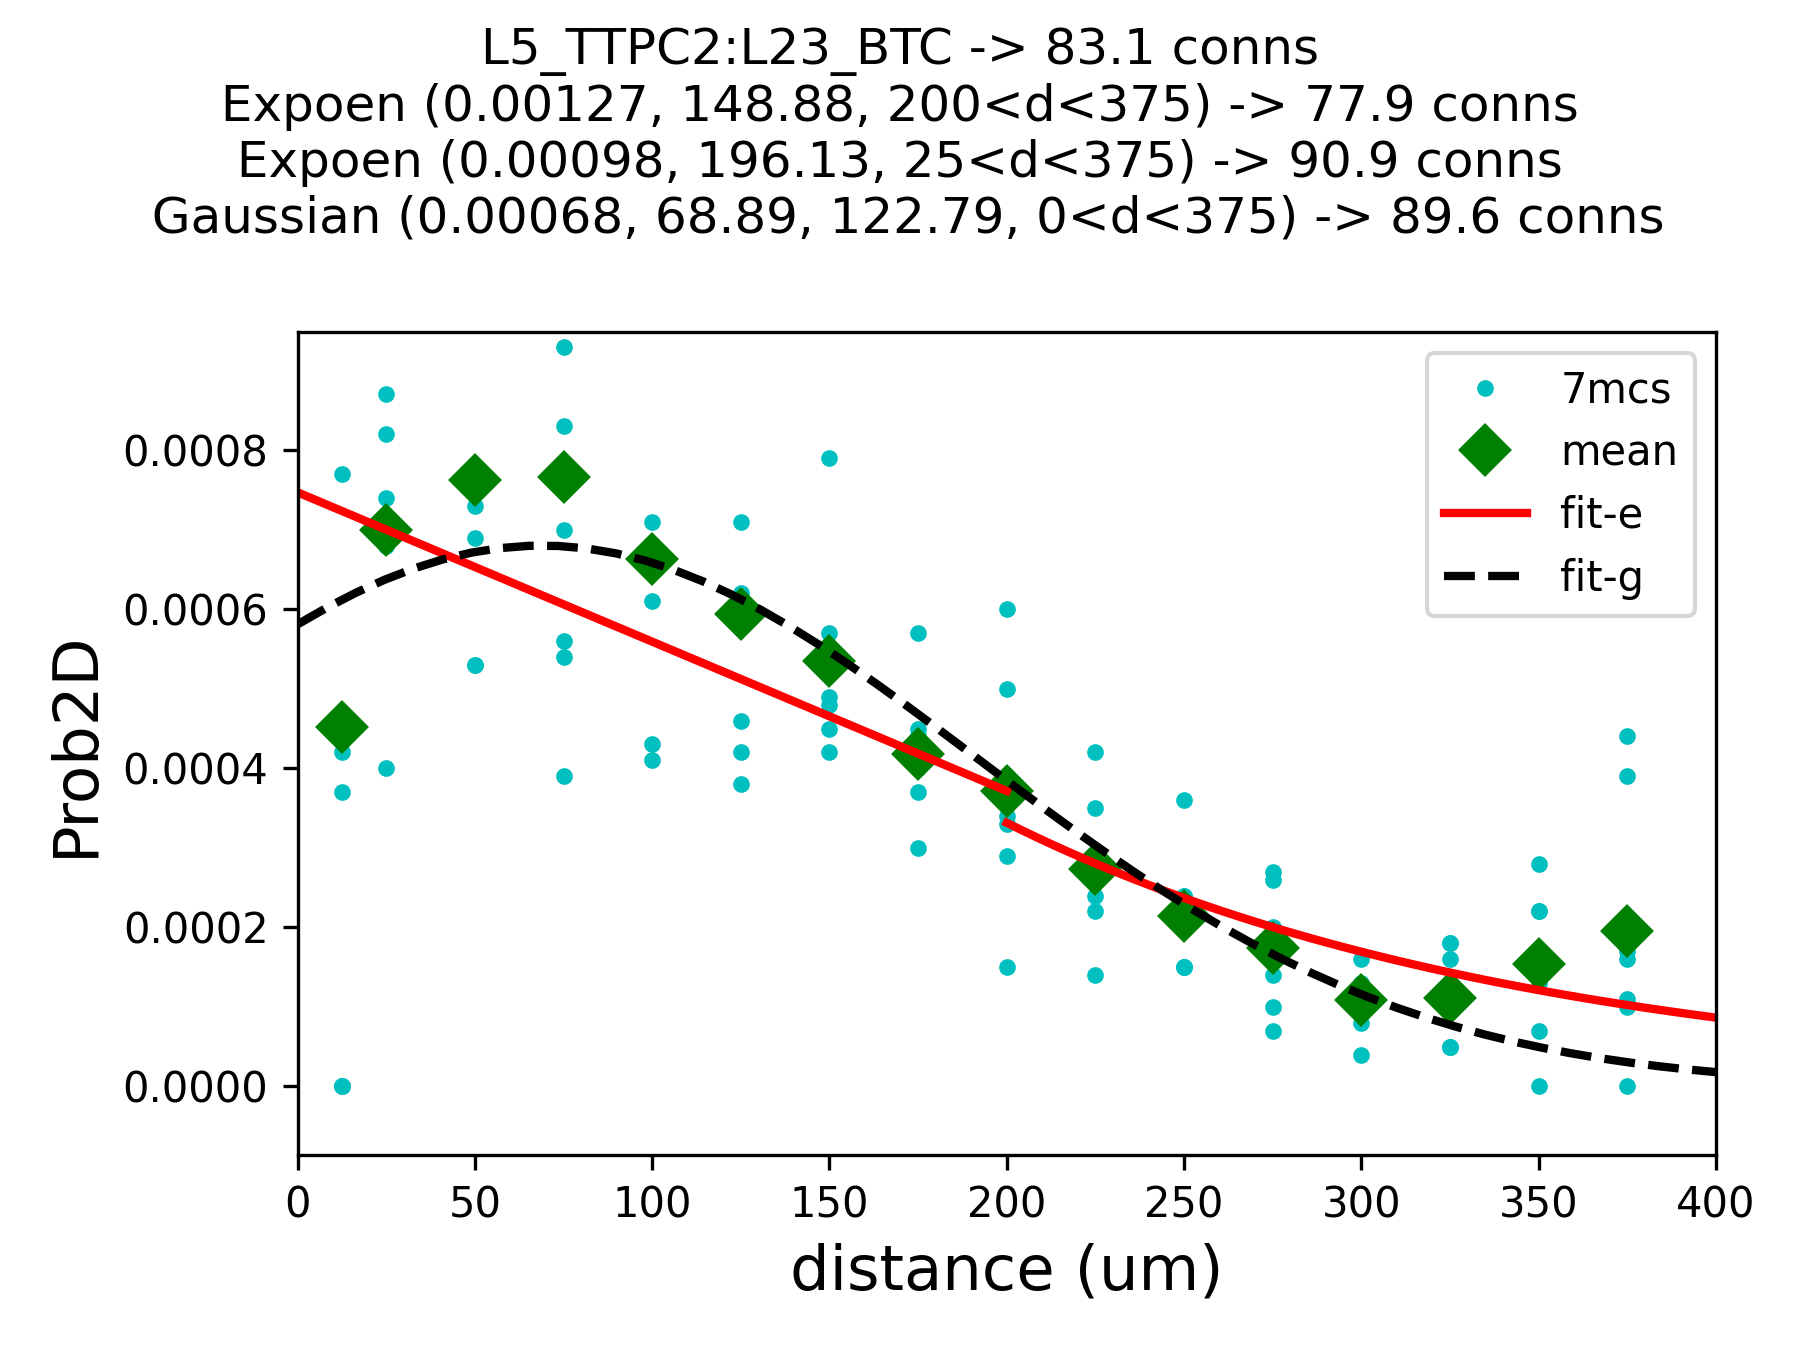 L5_TTPC2:L23_BTC -> 83.1 conns
Expoen (0.00127, 148.88, 200<d<375) -> 77.9 conns
Expoen (0.00098, 196.13, 25<d<375) -> 90.9 conns
Gaussian (0.00068, 68.89, 122.79, 0<d<375) -> 89.6 conns
7mcs
mean
fit-e
fit-g
Prob2D
0.0008
0.0006
0.0004
0.0002
0.0000
0 50 100 150 200 250 300 350 400
distance (um)